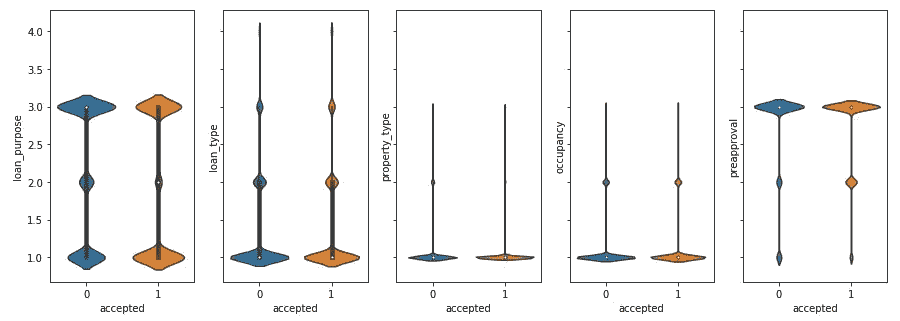 4.0
3.5
3.0
2.5
2.0
1.5
1.0
loan_purpose
0 1
accepted
loan_type
0 1
accepted
property_type
0 1
accepted
occupancy
0 1
accepted
preapproval
0 1
accepted